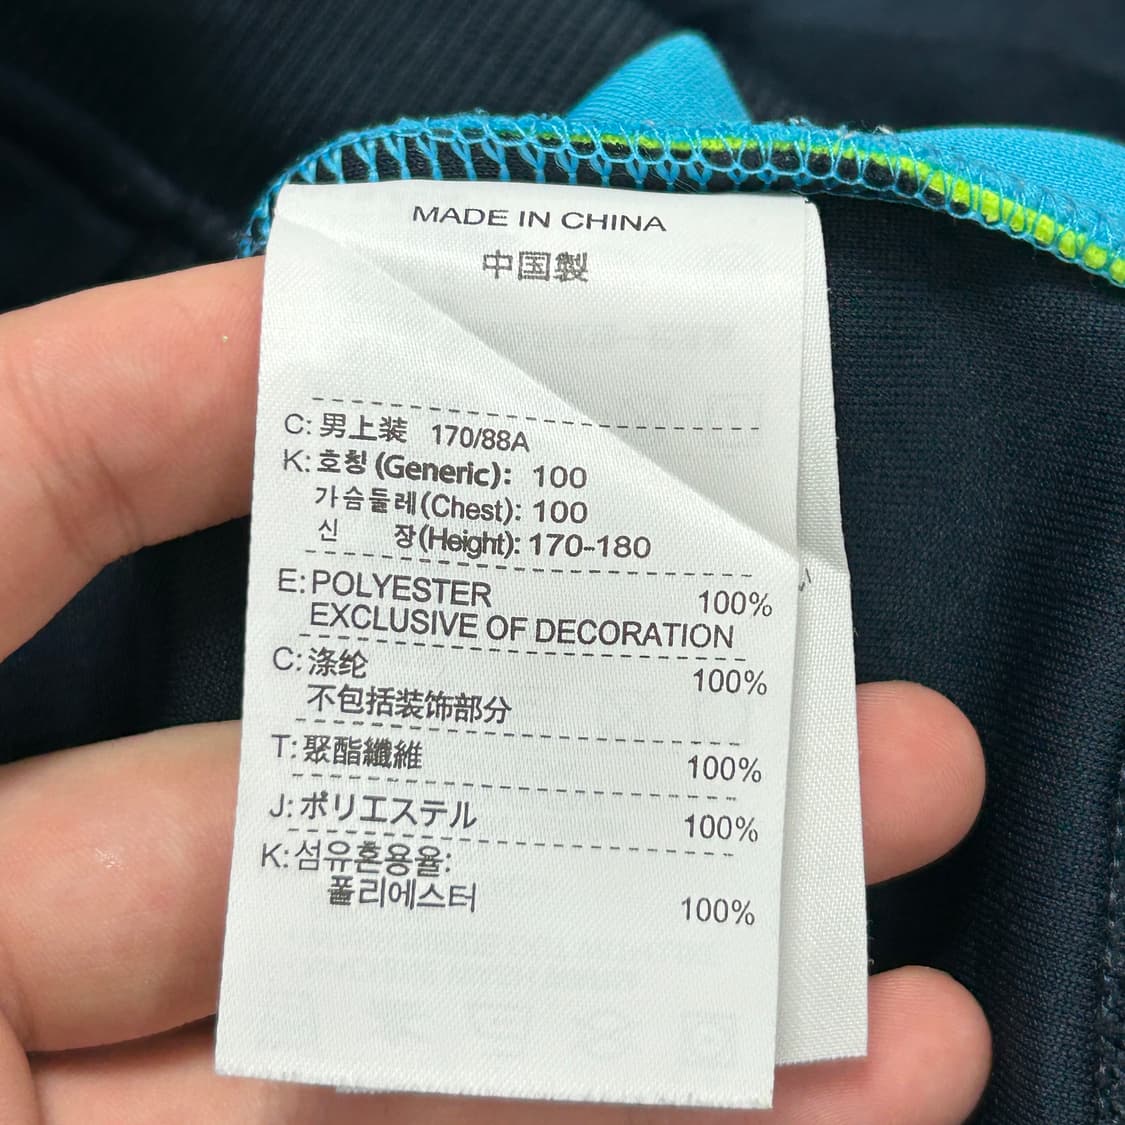 MADE IN CHINA
中国製
C: 男上装 170/88A
K: 호칭 (Generic): 100
가슴둘레(Chest): 100
신 장(Height): 170-180
E: POLYESTER 100%
EXCLUSIVE OF DECORATION
C: 涤纶 100%
不包括装饰部分
T: 聚酯纖維 100%
J: ポリエステル 100%
K: 섬유혼용율:
폴리에스터 100%